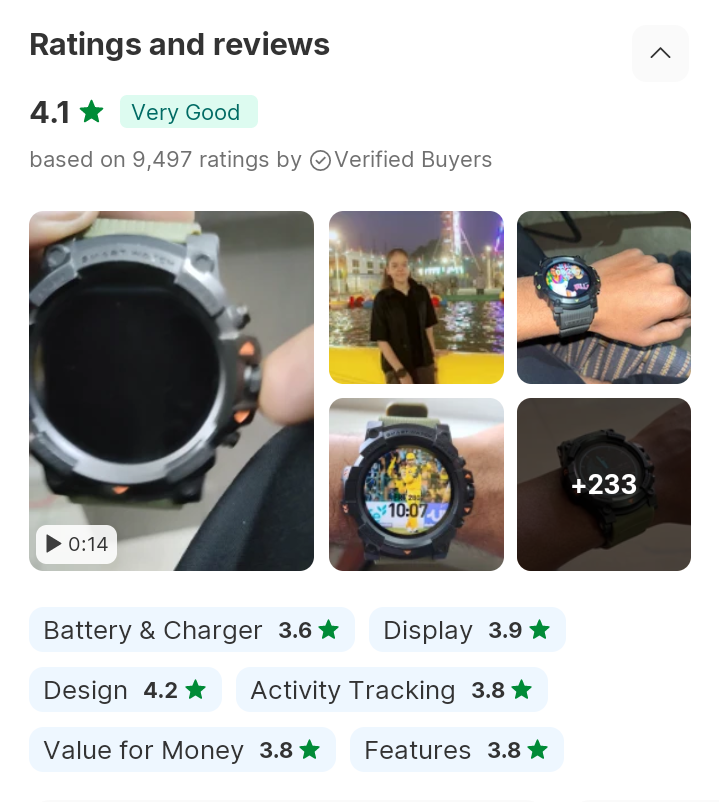 Ratings and reviews
4.1 ★ Very Good
based on 9,497 ratings by Verified Buyers
SMART WATCH
0:14
10:07
+233
Battery & Charger 3.6 ★ Display 3.9 ★
Design 4.2 ★ Activity Tracking 3.8 ★
Value for Money 3.8 ★ Features 3.8 ★